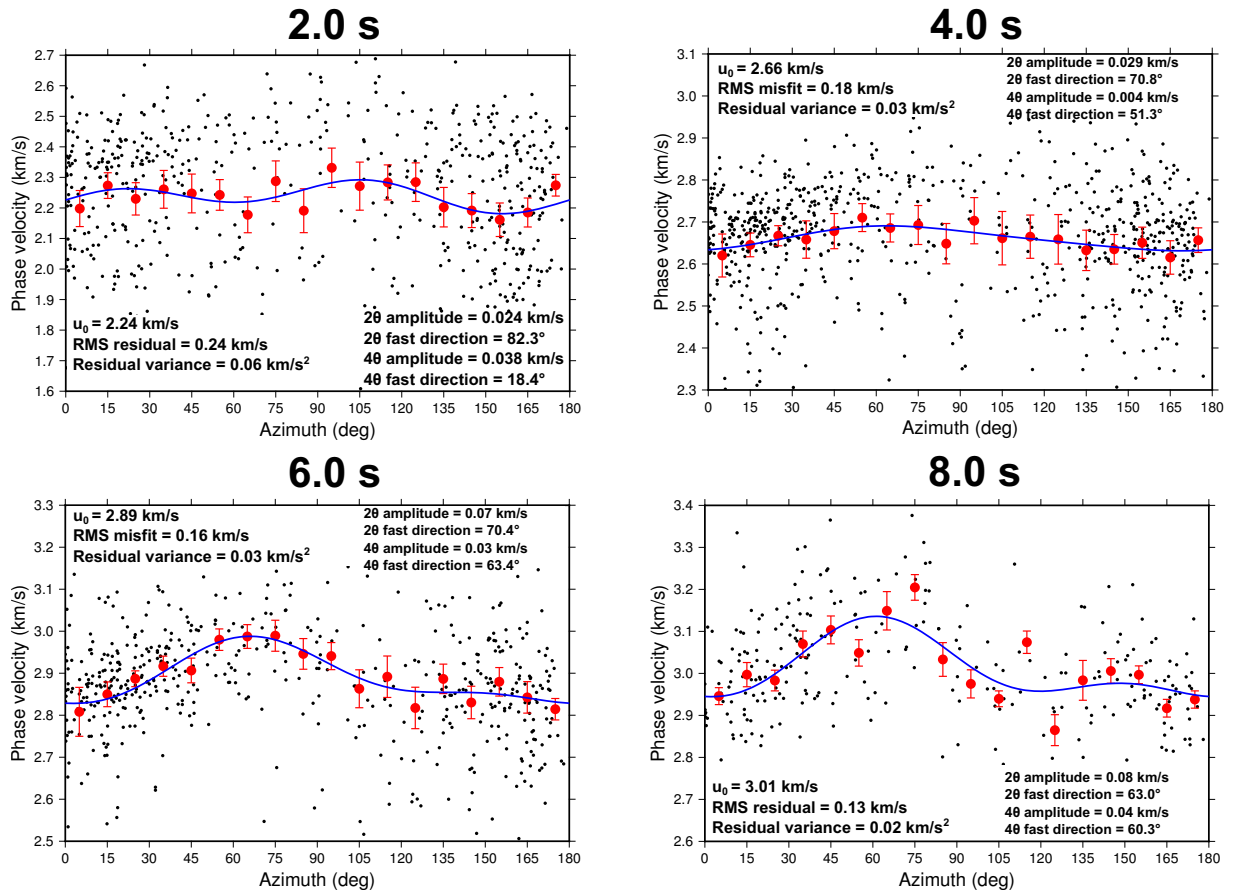 2.0 s
2.7
2.6
2.5
2.4
2.3
2.2
2.1
2.0
1.9
1.8
1.7
1.6
Phase velocity (km/s)
u0 = 2.24 km/s
RMS residual = 0.24 km/s
Residual variance = 0.06 km/s2
2θ amplitude = 0.024 km/s
2θ fast direction = 82.3°
4θ amplitude = 0.038 km/s
4θ fast direction = 18.4°
0 15 30 45 60 75 90 105 120 135 150 165 180
Azimuth (deg)
4.0 s
3.1
3.0
2.9
2.8
2.7
2.6
2.5
2.4
2.3
Phase velocity (km/s)
u0 = 2.66 km/s
RMS misfit = 0.18 km/s
Residual variance = 0.03 km/s2
2θ amplitude = 0.029 km/s
2θ fast direction = 70.8°
4θ amplitude = 0.004 km/s
4θ fast direction = 51.3°
0 15 30 45 60 75 90 105 120 135 150 165 180
Azimuth (deg)
6.0 s
3.3
3.2
3.1
3.0
2.9
2.8
2.7
2.6
2.5
Phase velocity (km/s)
u0 = 2.89 km/s
RMS misfit = 0.16 km/s
Residual variance = 0.03 km/s2
2θ amplitude = 0.07 km/s
2θ fast direction = 70.4°
4θ amplitude = 0.03 km/s
4θ fast direction = 63.4°
0 15 30 45 60 75 90 105 120 135 150 165 180
Azimuth (deg)
8.0 s
3.4
3.3
3.2
3.1
3.0
2.9
2.8
2.7
2.6
Phase velocity (km/s)
u0 = 3.01 km/s
RMS residual = 0.13 km/s
Residual variance = 0.02 km/s2
2θ amplitude = 0.08 km/s
2θ fast direction = 63.0°
4θ amplitude = 0.04 km/s
4θ fast direction = 60.3°
0 15 30 45 60 75 90 105 120 135 150 165 180
Azimuth (deg)